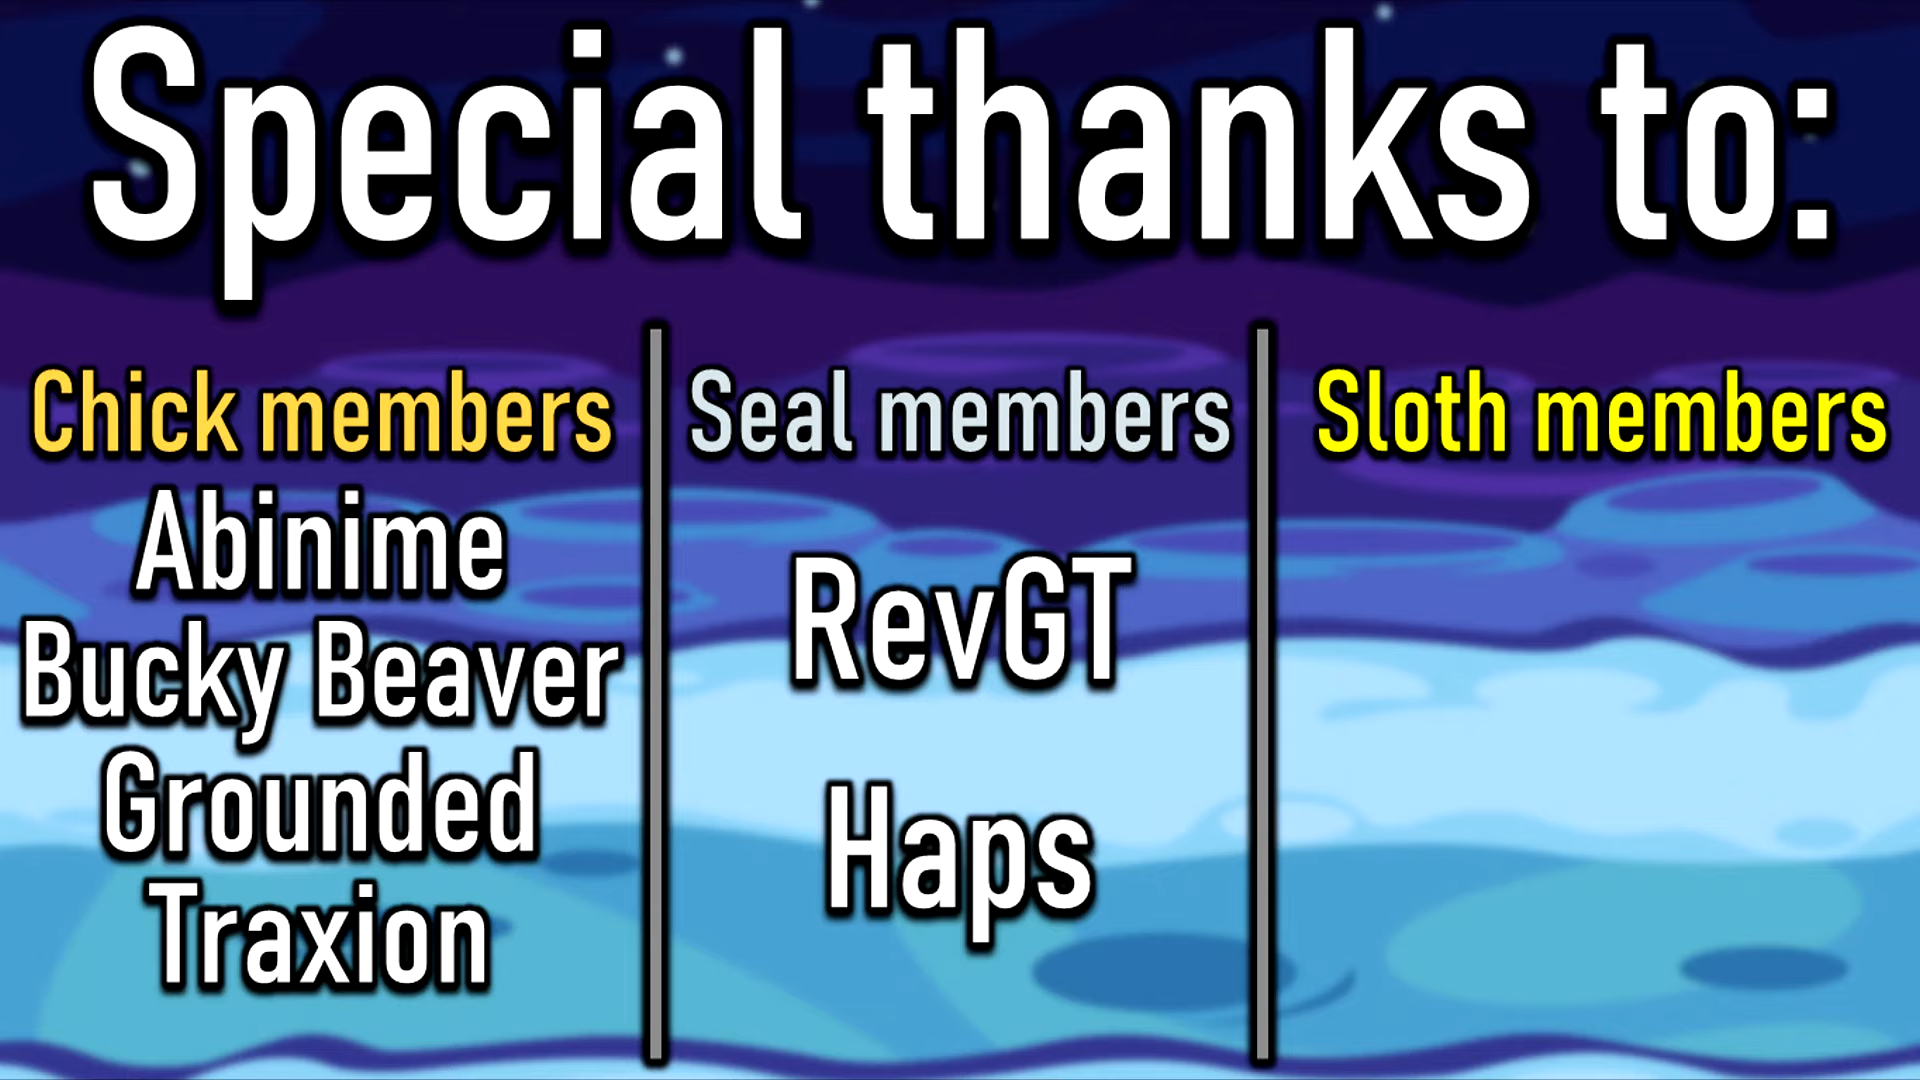 Special thanks to:
Chick members
Abinime
Bucky Beaver
Grounded
Traxion
Seal members
RevGT
Haps
Sloth members